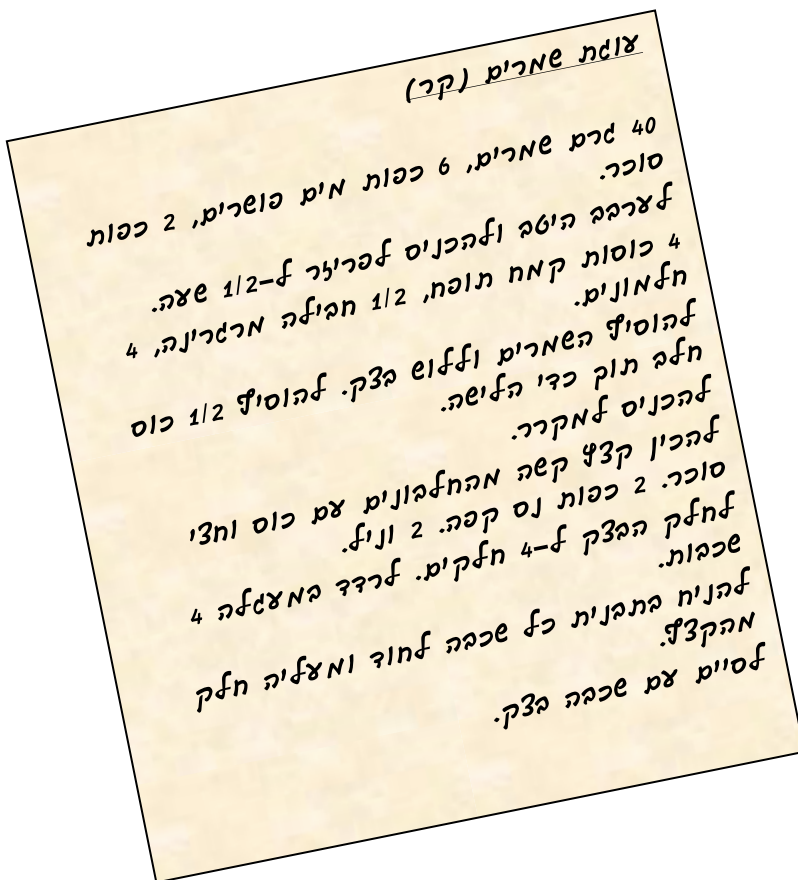 עוגת שמרים (קר)
40 גרם שמרים, 6 כפות מים פושרים, 2 כפות
סוכר.
לערבב היטב ולהכניס לפריזר ל-1/2 שעה.
4 כוסות קמח תופח, 1/2 חבילה מרגרינה, 4
חלמונים.
להוסיף השמרים וללוש בצק. להוסיף 1/2 כוס
חלב תוך כדי הלישה.
להכניס למקרר.
להכין קצף קשה מהחלבונים עם כוס וחצי
סוכר. 2 כפות נס קפה. 2 וניל.
לחלק הבצק ל-4 חלקים. לרדד במעגלה 4
שכבות.
להניח בתבנית כל שכבה לחוד ומעליה חלק
מהקצף.
לסיים עם שכבה בצק.